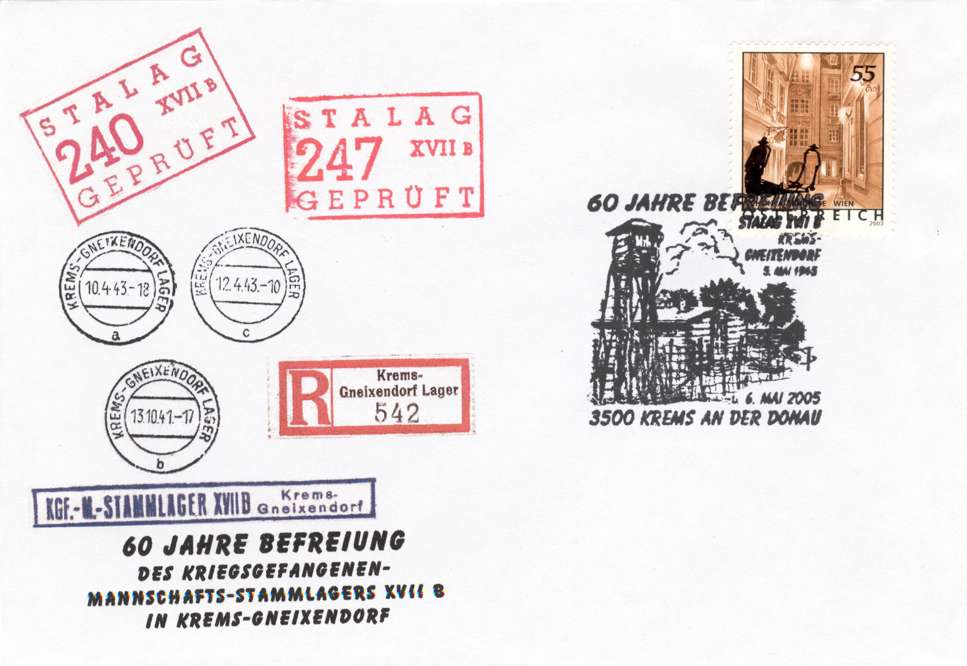 STALAG
240 XVII B
GEPRÜFT
STALAG
247 XVII B
GEPRÜFT
55
WIEN
ÖSTERREICH
2003
60 JAHRE BEFREIUNG
STALAG XVII B
KREMS-
GNEIXENDORF
5. MAI 1945
6. MAI 2005
3500 KREMS AN DER DONAU
KREMS-GNEIXENDORF LAGER
10.4.43-18
a
KREMS-GNEIXENDORF LAGER
12.4.43.-10
c
KREMS-GNEIXENDORF LAGER
13.10.41.-17
b
R
Krems-
Gneixendorf Lager
542
KGF.-M.-STAMMLAGER XVII B Krems-
Gneixendorf
60 JAHRE BEFREIUNG
DES KRIEGSGEFANGENEN-
MANNSCHAFTS-STAMMLAGERS XVII B
IN KREMS-GNEIXENDORF